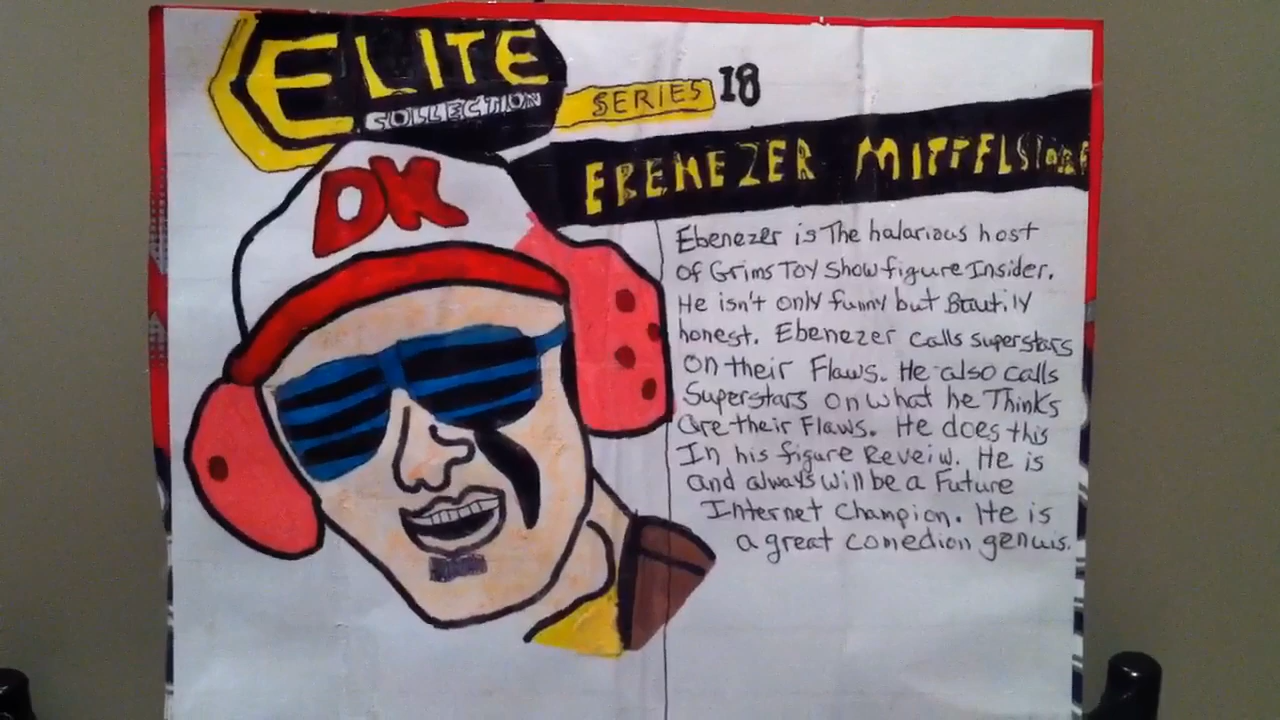 ELITE
COLLECTION
SERIES 18
EBENEZER
DK
Ebenezer is The halarious host
of Grims Toy Show figure Insider.
He isn't only funny but Bautily
honest. Ebenezer calls superstars
on their Flaws. He also calls
Superstars on what he Thinks
are their Flaws. He does this
In his figure Reveiw. He is
and always will be a Future
Internet Champion. He is
a great comedion genuis.